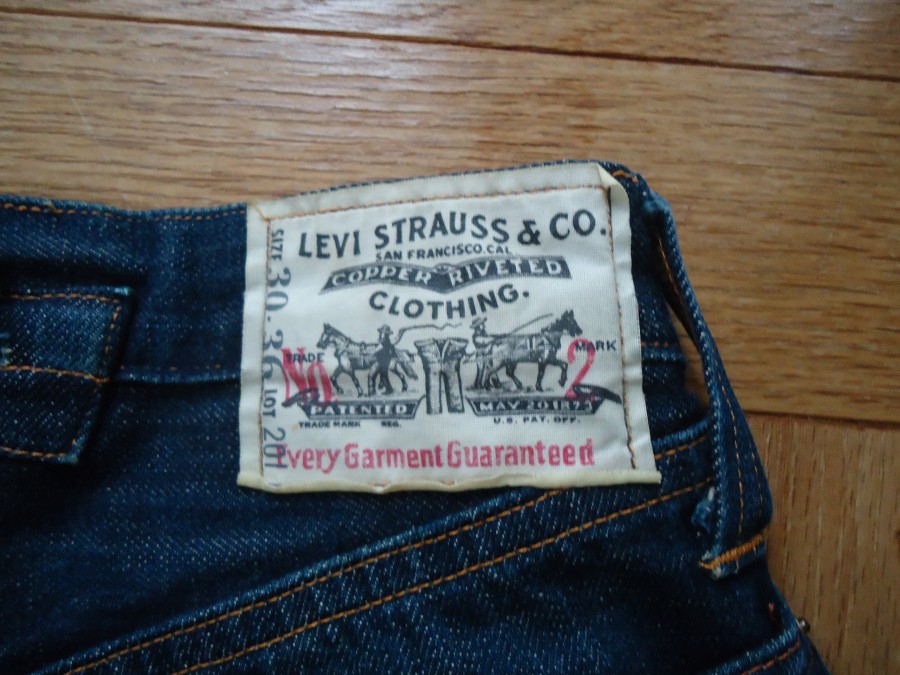 LEVI STRAUSS & CO.
SAN FRANCISCO.CAL
COPPER RIVETED
CLOTHING.
TRADE MARK
No. 2
PATENTED MAY 20 1873
TRADE MARK REG. U.S. PAT. OFF.
Every Garment Guaranteed
SIZE 30. 36 LOT 201